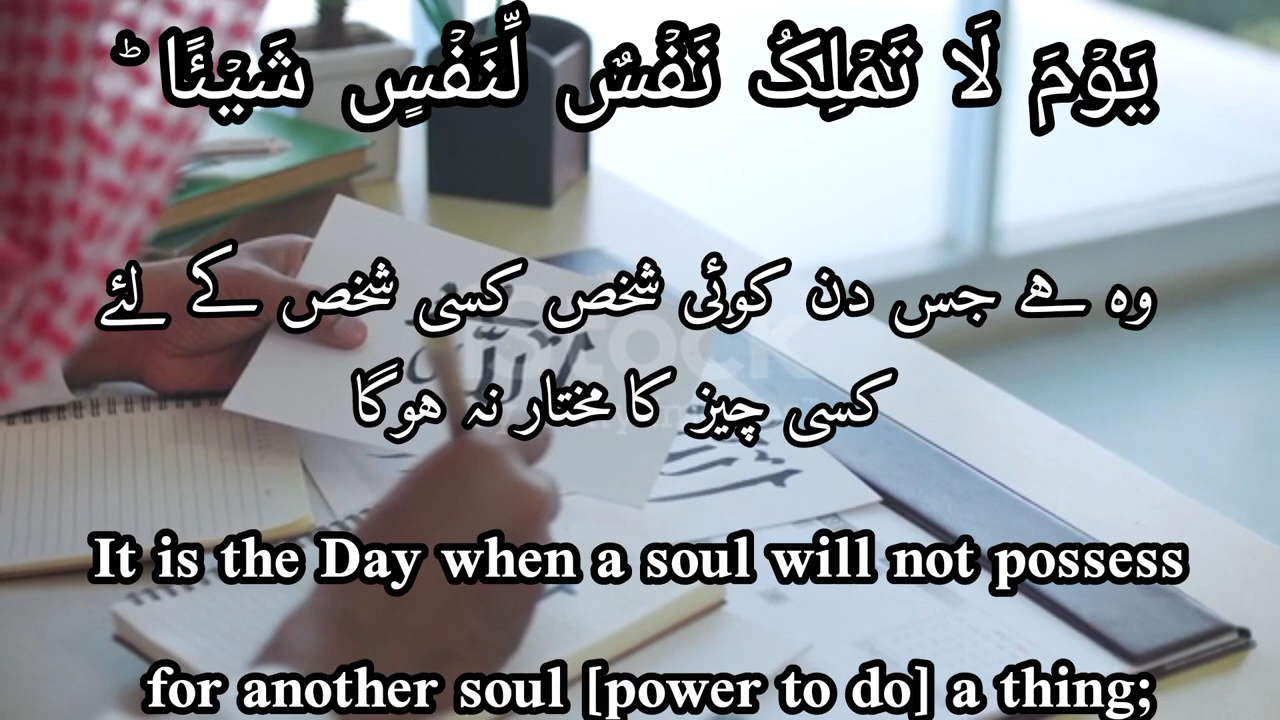 يَوْمَ لَا تَمْلِكُ نَفْسٌ لِّنَفْسٍ شَيْـًٔا ؕ
وہ ہے جس دن کوئی شخص کسی شخص کے لئے
کسی چیز کا مختار نہ ہوگا
It is the Day when a soul will not possess
for another soul [power to do] a thing;